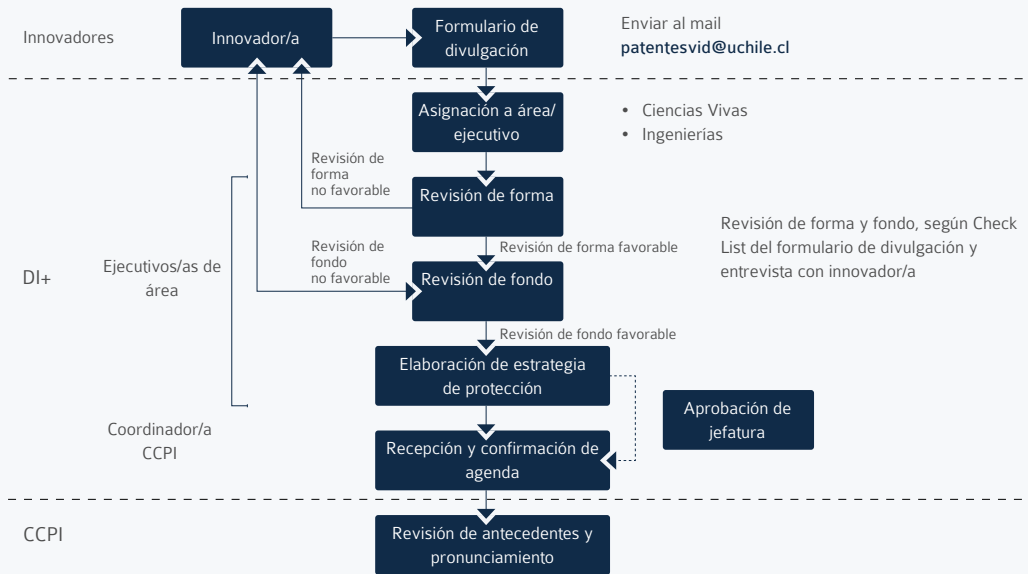 Innovadores
Innovador/a
Formulario de
divulgación
Enviar al mail
patentesvid@uchile.cl
Asignación a área/
ejecutivo
• Ciencias Vivas
• Ingenierías
Revisión de
forma
no favorable
Revisión de forma
Revisión de forma y fondo, según Check
List del formulario de divulgación y
entrevista con innovador/a
Revisión de forma favorable
DI+
Ejecutivos/as de
área
Revisión de
fondo
no favorable
Revisión de fondo
Revisión de fondo favorable
Elaboración de estrategia
de protección
Aprobación de
jefatura
Coordinador/a
CCPI
Recepción y confirmación de
agenda
CCPI
Revisión de antecedentes y
pronunciamiento